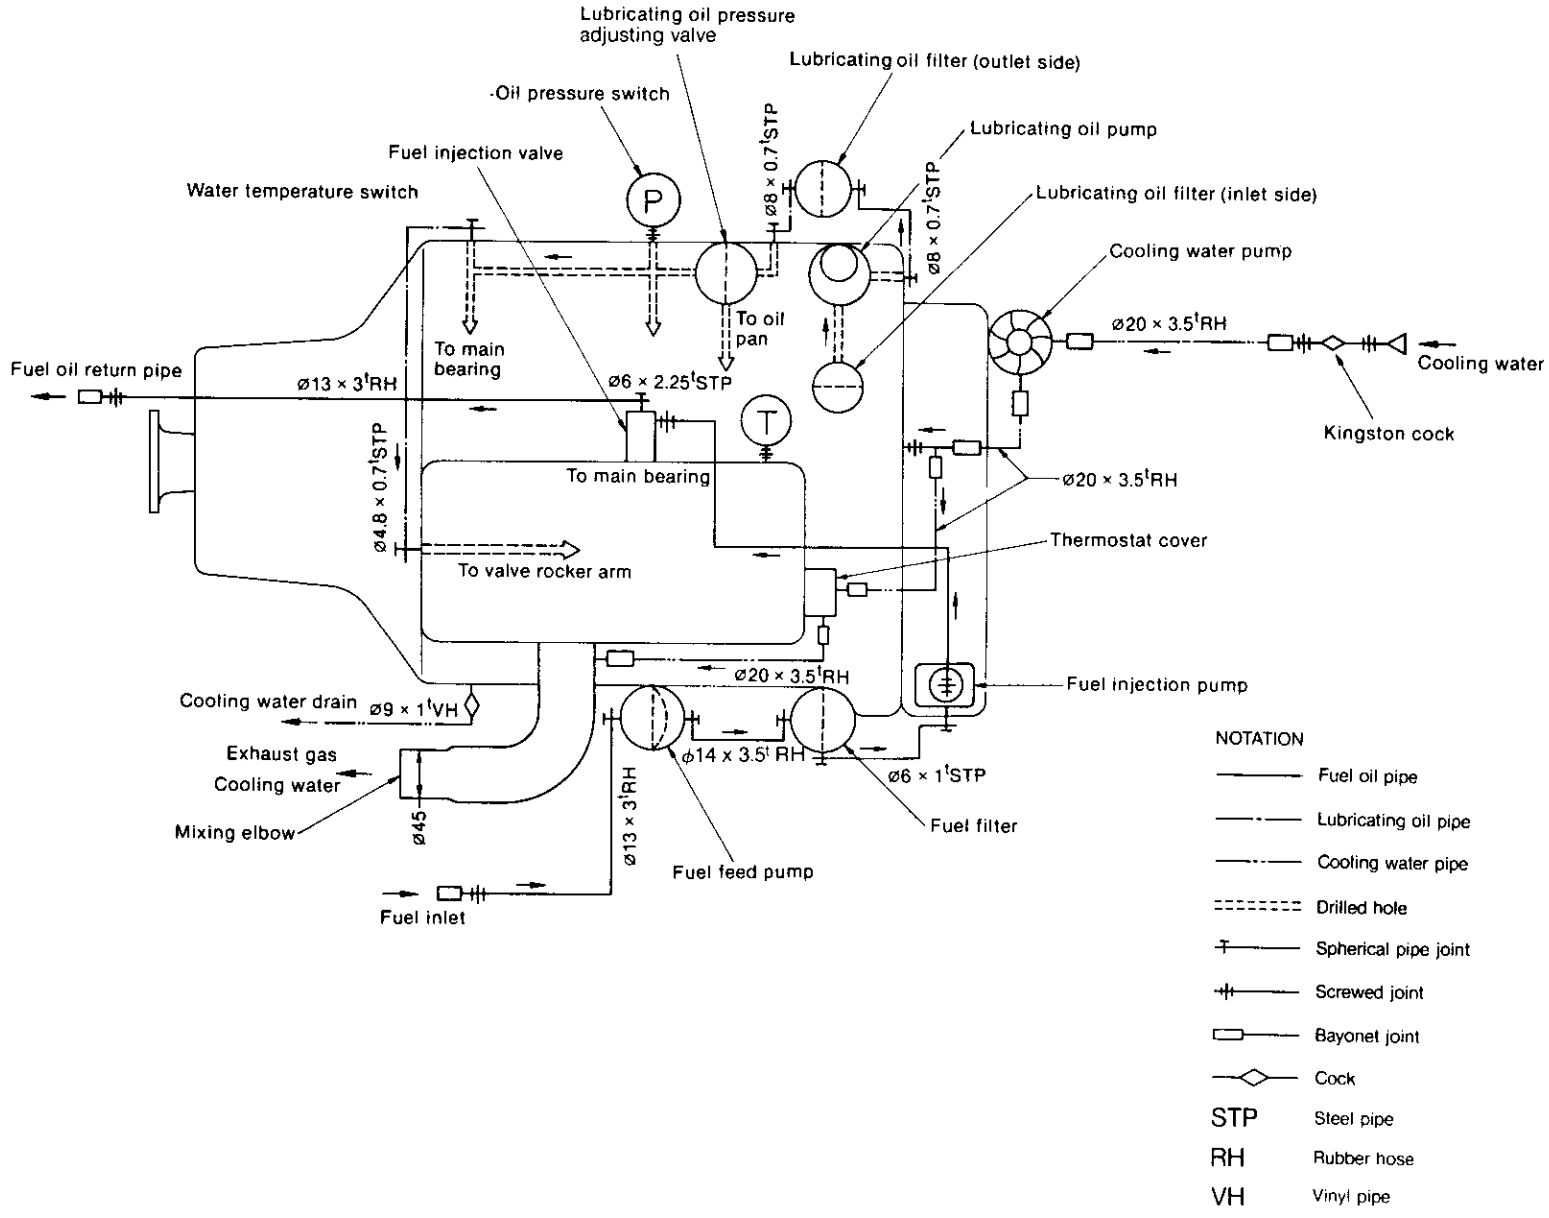 Lubricating oil pressure
adjusting valve
Lubricating oil filter (outlet side)
Oil pressure switch
Lubricating oil pump
Fuel injection valve
Ø8 × 0.7ᵗSTP
Water temperature switch
P
Lubricating oil filter (inlet side)
Ø8 × 0.7ᵗSTP
Cooling water pump
To oil
pan
Ø20 × 3.5ᵗRH
To main
bearing
Cooling water
Fuel oil return pipe
Ø13 × 3ᵗRH
Ø6 × 2.25ᵗSTP
T
Kingston cock
Ø4.8 × 0.7ᵗSTP
To main bearing
Ø20 × 3.5ᵗRH
Thermostat cover
To valve rocker arm
Ø20 × 3.5ᵗRH
Fuel injection pump
Cooling water drain
Ø9 × 1ᵗVH
Exhaust gas
Cooling water
ϕ14 x 3.5ᵗ RH
Ø6 × 1ᵗSTP
Mixing elbow
Ø45
Ø13 × 3ᵗRH
Fuel filter
Fuel feed pump
Fuel inlet
NOTATION
Fuel oil pipe
Lubricating oil pipe
Cooling water pipe
Drilled hole
Spherical pipe joint
Screwed joint
Bayonet joint
Cock
STP Steel pipe
RH Rubber hose
VH Vinyl pipe